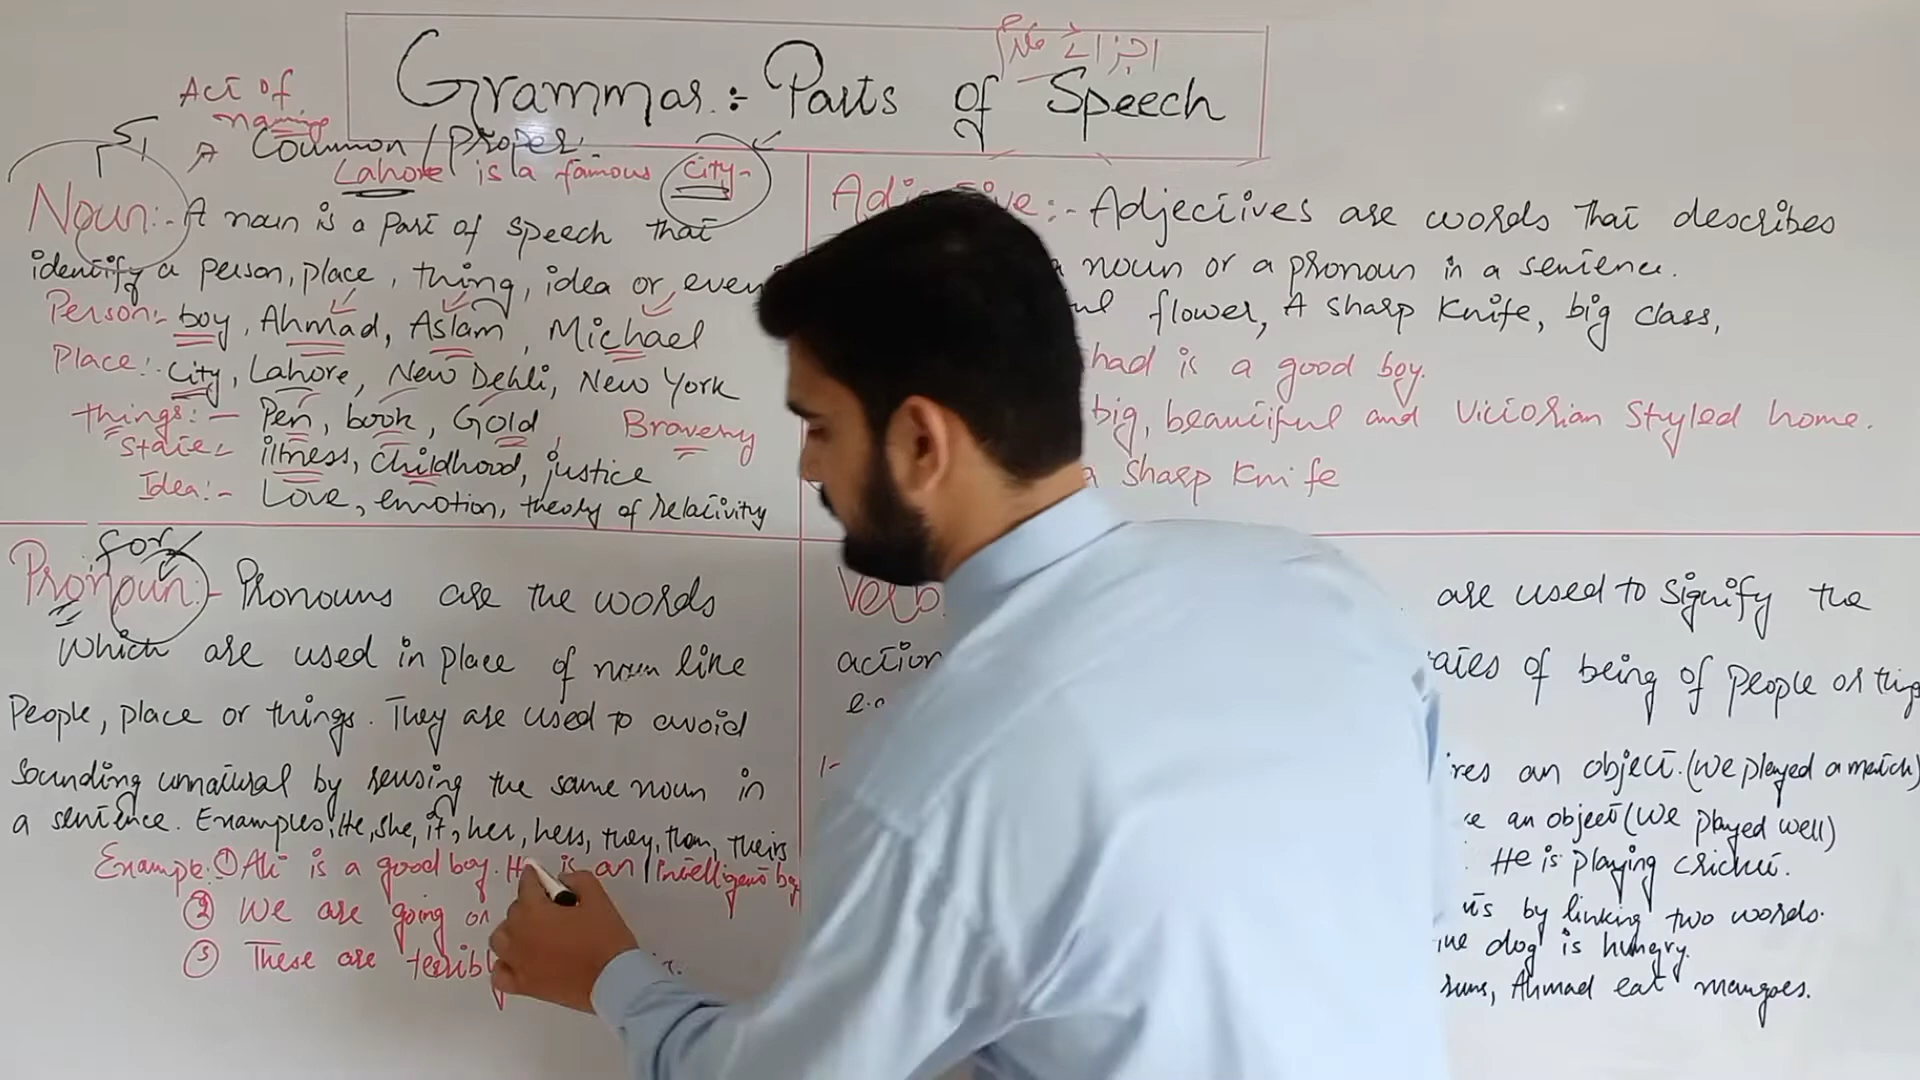 اجزائے کلام
Grammar :- Parts of Speech
Act of
naming
Common / Proper
Lahore is a famous city.
Noun:- A noun is a part of speech that
identify a person, place, thing, idea or even
Person:- boy, Ahmad, Aslam, Michael
Place:- City, Lahore, New Dehli, New York
things:- Pen, book, Gold, Bravery
State:- illness, childhood, justice
Idea:- Love, emotion, theory of relativity
:- Adjectiives are words that describes
a noun or a pronoun in a sentence.
flower, A sharp Knife, big class,
is a good boy.
big, beautiful and Victorian styled home.
a sharp Knife
for
Pronoun:- Pronouns are the words
which are used in place of noun like
People, place or things. They are used to avoid
sounding unnatural by reusing the same noun in
a sentence. Examples, He, she, it, her, hers, they, them, theirs
Example: ① Ali is a good boy. is an intelligent boy
② We are going on
③ These are
Verb
are used to signify the
action of being of people or things
an object. (We played a match)
an object (We played well)
He is playing cricket.
by linking two words.
dog is hungry.
runs, Ahmad eat mangoes.